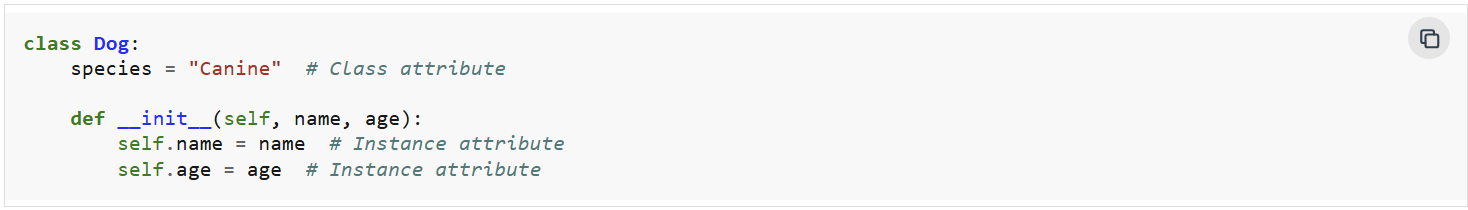 class Dog:
    species = "Canine"  # Class attribute
    def __init__(self, name, age):
        self.name = name  # Instance attribute
        self.age = age  # Instance attribute